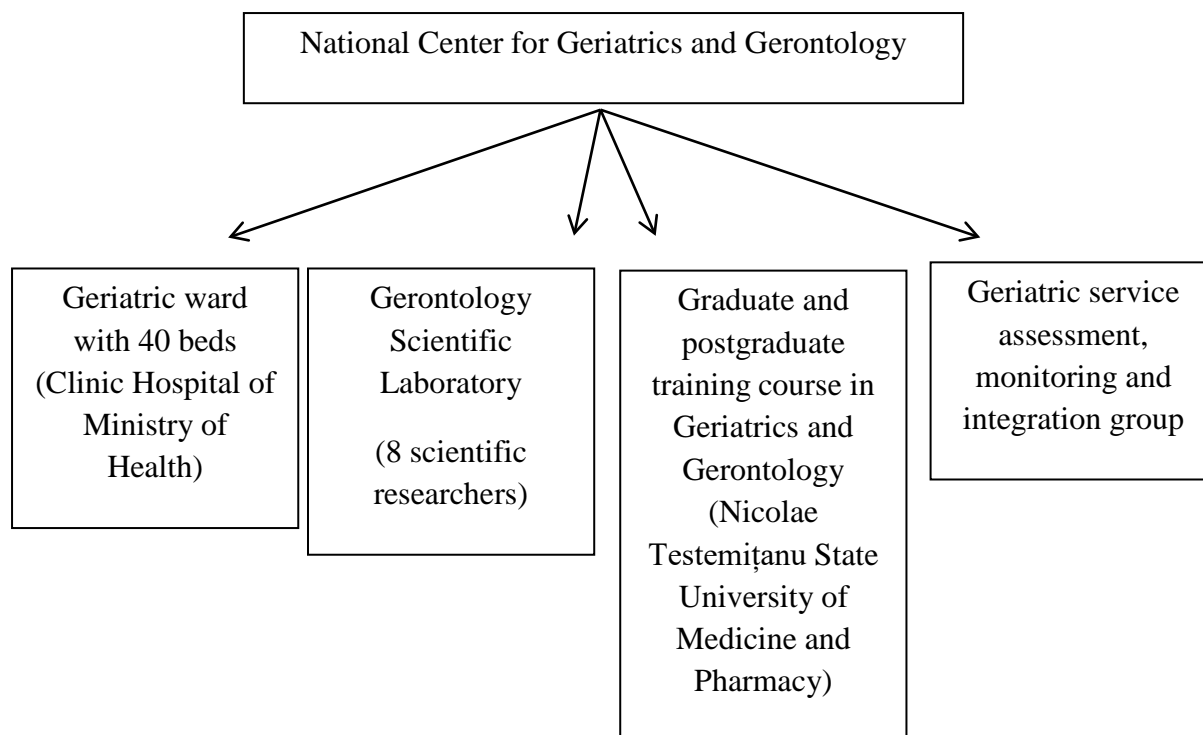 National Center for Geriatrics and Gerontology
Geriatric ward
with 40 beds
(Clinic Hospital of
Ministry of
Health)
Gerontology
Scientific
Laboratory
(8 scientific
researchers)
Graduate and
postgraduate
training course in
Geriatrics and
Gerontology
(Nicolae
Testemițanu State
University of
Medicine and
Pharmacy)
Geriatric service
assessment,
monitoring and
integration group